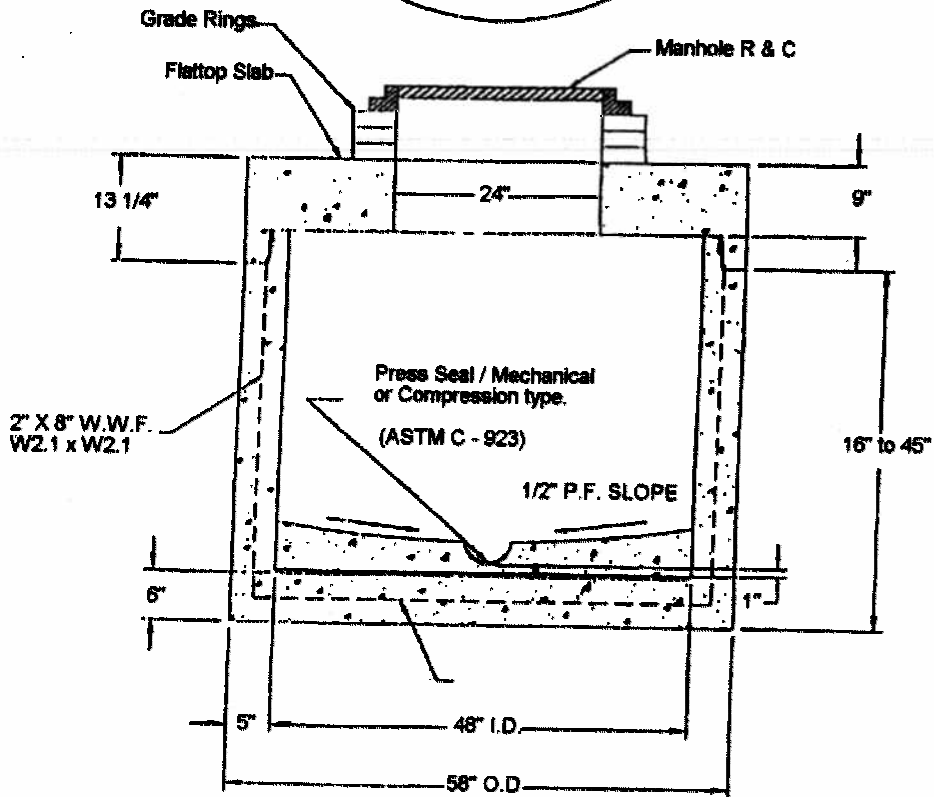 Grade Rings
Manhole R & C
Flattop Slab
13 1/4"
24"
9"
Press Seal / Mechanical
or Compression type.
(ASTM C - 923)
2" X 8" W.W.F.
W2.1 x W2.1
16" to 45"
1/2" P.F. SLOPE
6"
1"
5"
48" I.D.
58" O.D